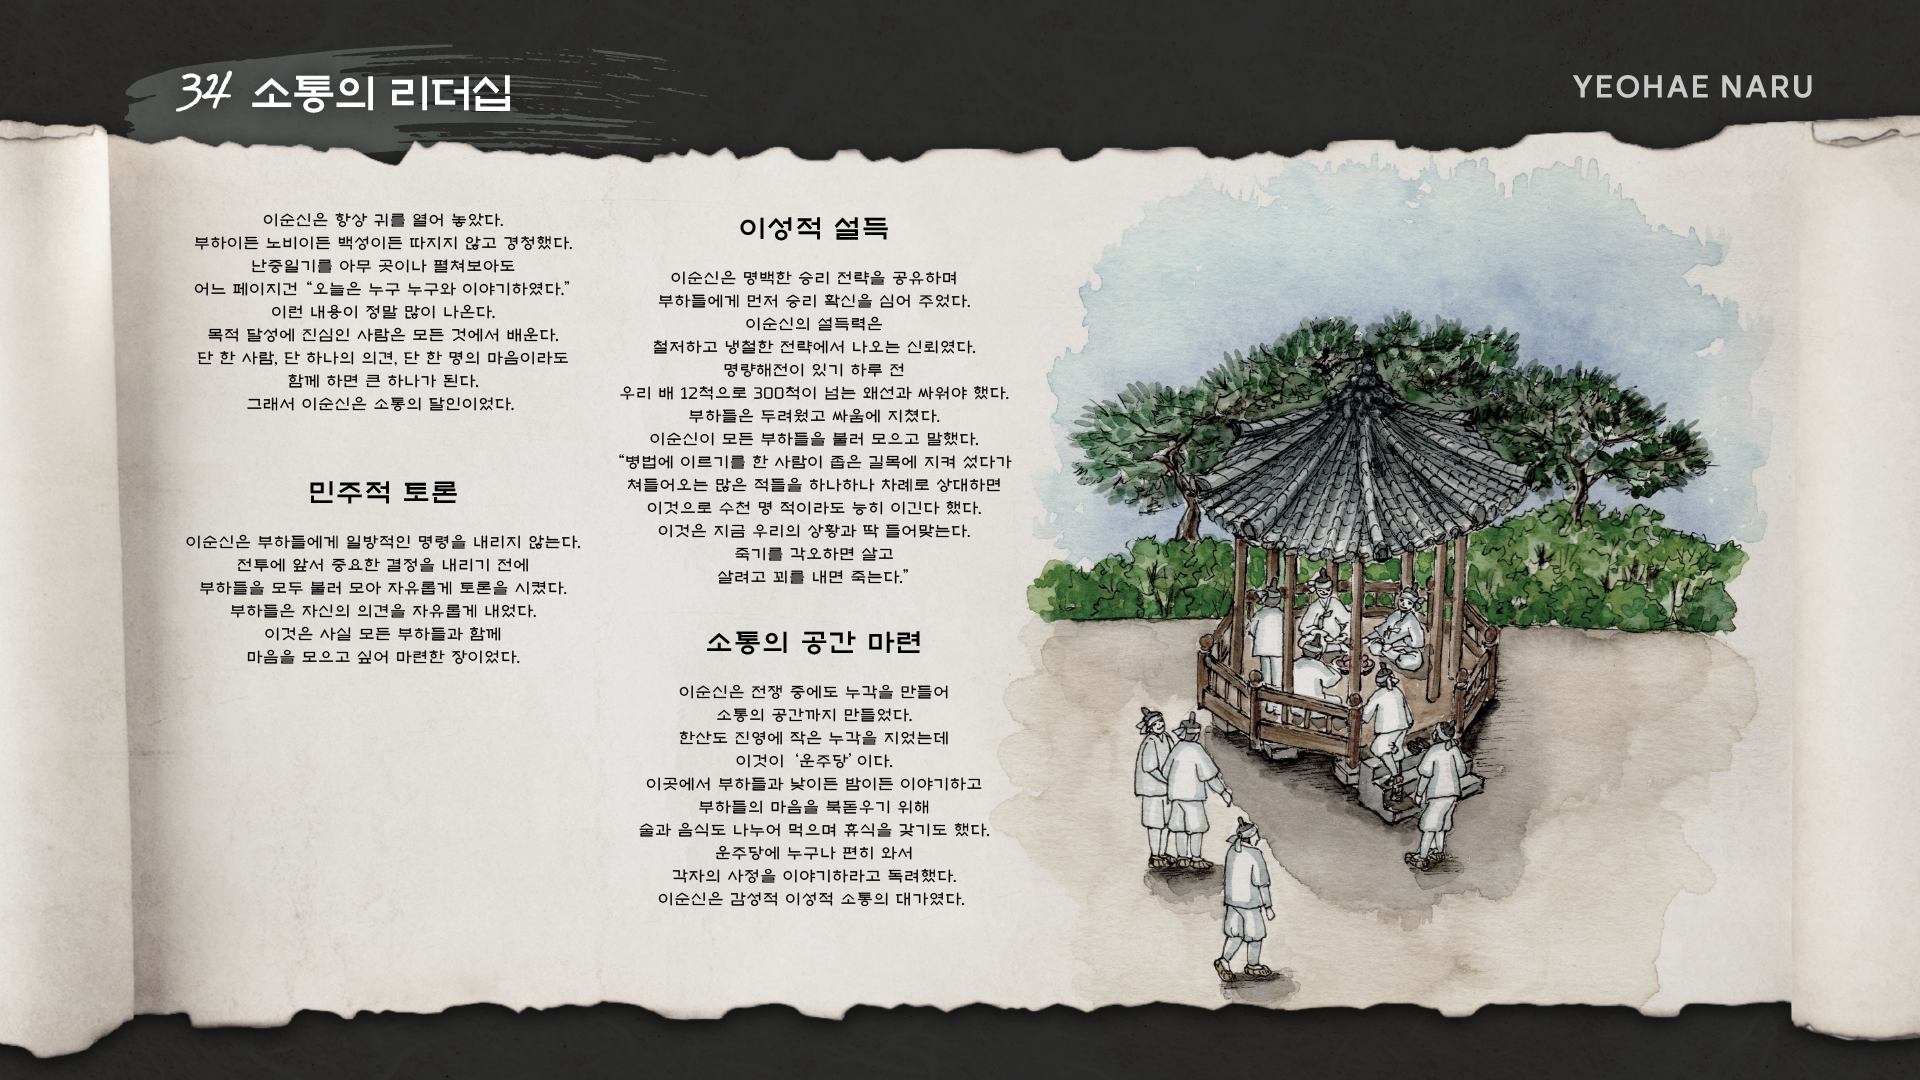 34 소통의 리더십
YEOHAE NARU
이순신은 항상 귀를 열어 놓았다.
부하이든 노비이든 백성이든 따지지 않고 경청했다.
난중일기를 아무 곳이나 펼쳐보아도
어느 페이지건 “오늘은 누구 누구와 이야기하였다.”
이런 내용이 정말 많이 나온다.
목적 달성에 진심인 사람은 모든 것에서 배운다.
단 한 사람, 단 하나의 의견, 단 한 명의 마음이라도
함께 하면 큰 하나가 된다.
그래서 이순신은 소통의 달인이었다.
민주적 토론
이순신은 부하들에게 일방적인 명령을 내리지 않는다.
전투에 앞서 중요한 결정을 내리기 전에
부하들을 모두 불러 모아 자유롭게 토론을 시켰다.
부하들은 자신의 의견을 자유롭게 내었다.
이것은 사실 모든 부하들과 함께
마음을 모으고 싶어 마련한 장이었다.
이성적 설득
이순신은 명백한 승리 전략을 공유하며
부하들에게 먼저 승리 확신을 심어 주었다.
이순신의 설득력은
철저하고 냉철한 전략에서 나오는 신뢰였다.
명량해전이 있기 하루 전
우리 배 12척으로 300척이 넘는 왜선과 싸워야 했다.
부하들은 두려웠고 싸움에 지쳤다.
이순신이 모든 부하들을 불러 모으고 말했다.
“병법에 이르기를 한 사람이 좁은 길목에 지켜 섰다가
쳐들어오는 많은 적들을 하나하나 차례로 상대하면
이것으로 수천 명 적이라도 능히 이긴다 했다.
이것은 지금 우리의 상황과 딱 들어맞는다.
죽기를 각오하면 살고
살려고 꾀를 내면 죽는다.”
소통의 공간 마련
이순신은 전쟁 중에도 누각을 만들어
소통의 공간까지 만들었다.
한산도 진영에 작은 누각을 지었는데
이것이 ‘운주당’ 이다.
이곳에서 부하들과 낮이든 밤이든 이야기하고
부하들의 마음을 북돋우기 위해
술과 음식도 나누어 먹으며 휴식을 갖기도 했다.
운주당에 누구나 편히 와서
각자의 사정을 이야기하라고 독려했다.
이순신은 감성적 이성적 소통의 대가였다.